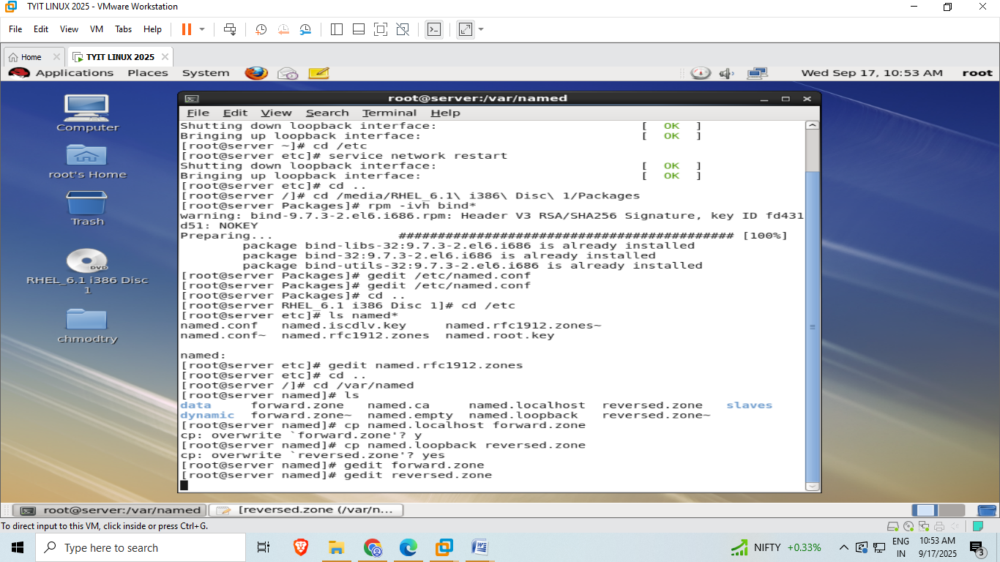 TYIT LINUX 2025 - VMware Workstation
File Edit View VM Tabs Help
Home TYIT LINUX 2025
Applications Places System Wed Sep 17, 10:53 AM root
Computer
root's Home
Trash
DVD
RHEL_6.1 i386 Disc
1
chmodtry
root@server:/var/named
File Edit View Search Terminal Help
Shutting down loopback interface: [ OK ]
Bringing up loopback interface: [ OK ]
[root@server ~]# cd /etc
[root@server etc]# service network restart
Shutting down loopback interface: [ OK ]
Bringing up loopback interface: [ OK ]
[root@server etc]# cd ..
[root@server /]# cd /media/RHEL_6.1\ i386\ Disc\ 1/Packages
[root@server Packages]# rpm -ivh bind*
warning: bind-9.7.3-2.el6.i686.rpm: Header V3 RSA/SHA256 Signature, key ID fd431
d51: NOKEY
Preparing... ########################################### [100%]
package bind-libs-32:9.7.3-2.el6.i686 is already installed
package bind-32:9.7.3-2.el6.i686 is already installed
package bind-utils-32:9.7.3-2.el6.i686 is already installed
[root@server Packages]# gedit /etc/named.conf
[root@server Packages]# gedit /etc/named.conf
[root@server Packages]# cd ..
[root@server RHEL_6.1 i386 Disc 1]# cd /etc
[root@server etc]# ls named*
named.conf named.iscdlv.key named.rfc1912.zones~
named.conf~ named.rfc1912.zones named.root.key
named:
[root@server etc]# gedit named.rfc1912.zones
[root@server etc]# cd ..
[root@server /]# cd /var/named
[root@server named]# ls
data forward.zone named.ca named.localhost reversed.zone slaves
dynamic forward.zone~ named.empty named.loopback reversed.zone~
[root@server named]# cp named.localhost forward.zone
cp: overwrite `forward.zone'? y
[root@server named]# cp named.loopback reversed.zone
cp: overwrite `reversed.zone'? yes
[root@server named]# gedit forward.zone
[root@server named]# gedit reversed.zone
root@server:/var/named [reversed.zone (/var/n...
To direct input to this VM, click inside or press Ctrl+G.
Type here to search
NIFTY +0.33%
ENG
IN
10:53 AM
9/17/2025
3